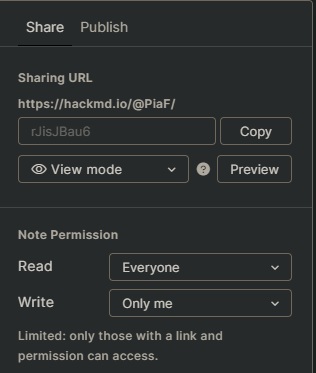 Share Publish
Sharing URL
https://hackmd.io/@PiaF/
rJisJBau6 Copy
View mode ? Preview
Note Permission
Read Everyone
Write Only me
Limited: only those with a link and
permission can access.